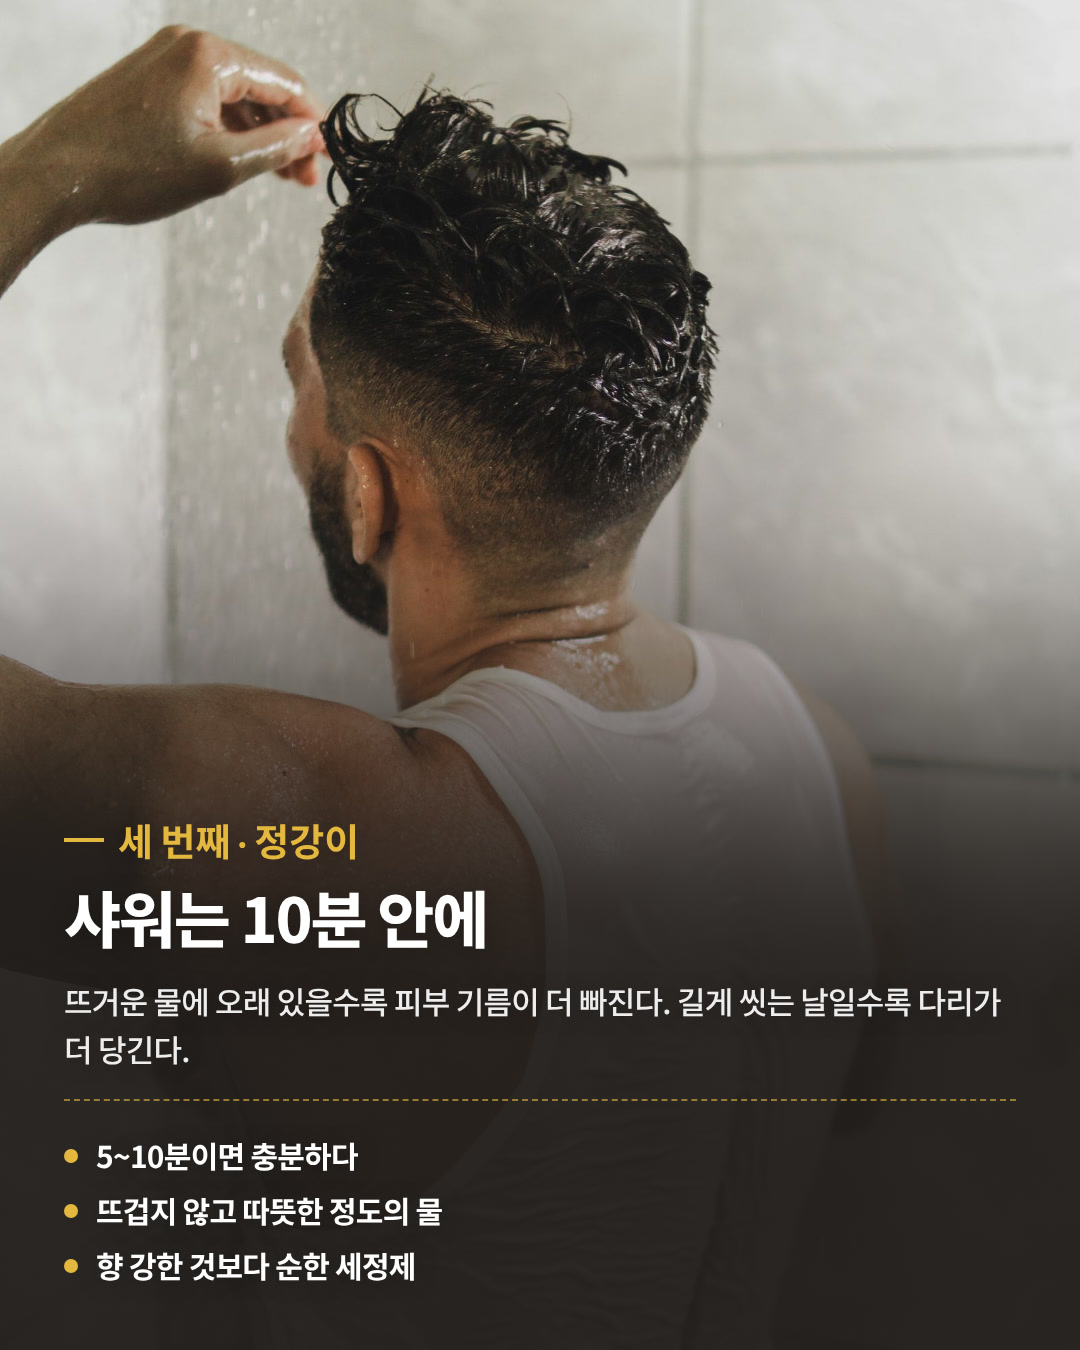 세 번째 · 정강이
샤워는 10분 안에
뜨거운 물에 오래 있을수록 피부 기름이 더 빠진다. 길게 씻는 날일수록 다리가
더 당긴다.
5~10분이면 충분하다
뜨겁지 않고 따뜻한 정도의 물
향 강한 것보다 순한 세정제